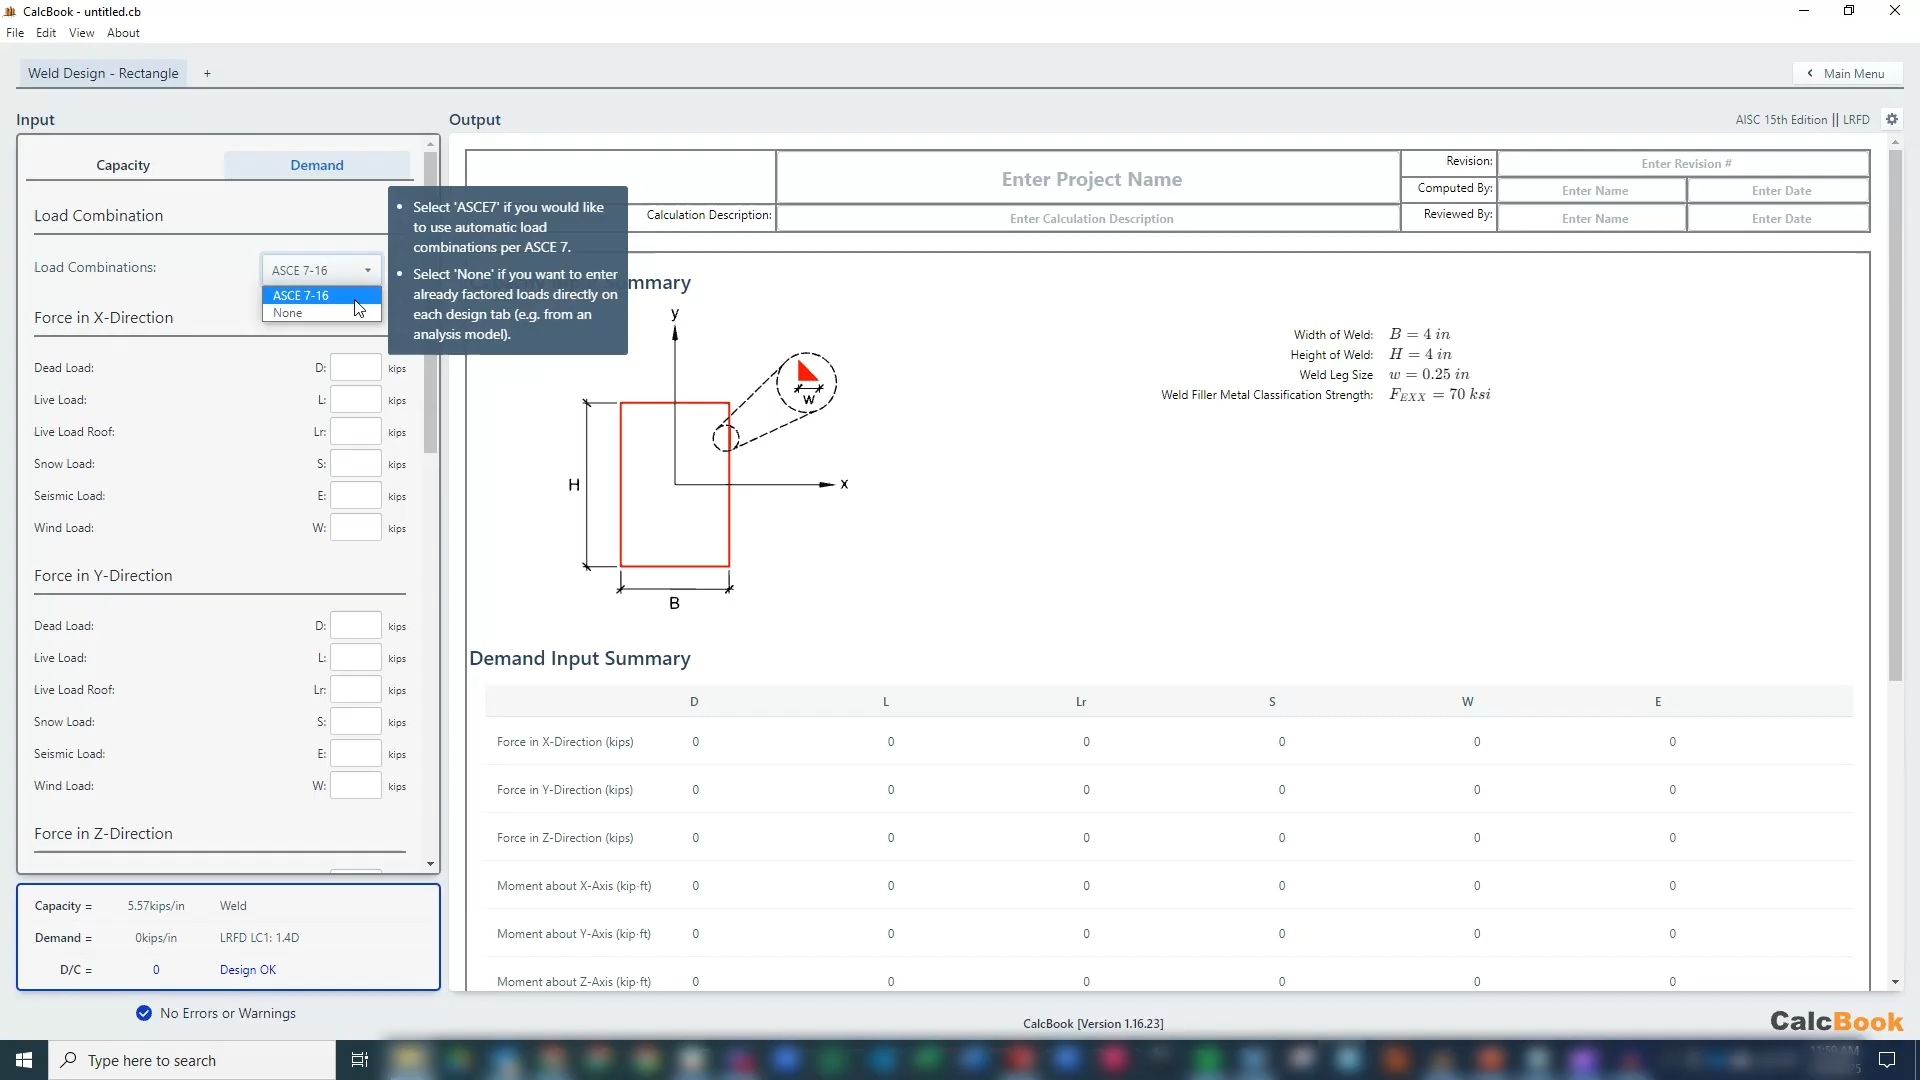 CalcBook - untitled.cb
File Edit View About
Weld Design - Rectangle +
Main Menu
Input
Output
AISC 15th Edition || LRFD
Capacity Demand
Load Combination
Load Combinations: ASCE 7-16
ASCE 7-16
None
• Select 'ASCE7' if you would like
to use automatic load
combinations per ASCE 7.
• Select 'None' if you want to enter
already factored loads directly on
each design tab (e.g. from an
analysis model).
Force in X-Direction
Dead Load: D: kips
Live Load: L: kips
Live Load Roof: Lr: kips
Snow Load: S: kips
Seismic Load: E: kips
Wind Load: W: kips
Force in Y-Direction
Dead Load: D: kips
Live Load: L: kips
Live Load Roof: Lr: kips
Snow Load: S: kips
Seismic Load: E: kips
Wind Load: W: kips
Force in Z-Direction
Capacity = 5.57kips/in Weld
Demand = 0kips/in LRFD LC1: 1.4D
D/C = 0 Design OK
No Errors or Warnings
Enter Project Name
Calculation Description: Enter Calculation Description
Revision: Enter Revision #
Computed By: Enter Name Enter Date
Reviewed By: Enter Name Enter Date
mmary
y
w
H
x
B
Width of Weld: B = 4 in
Height of Weld: H = 4 in
Weld Leg Size w = 0.25 in
Weld Filler Metal Classification Strength: FEXX = 70 ksi
Demand Input Summary
D L Lr S W E
Force in X-Direction (kips) 0 0 0 0 0 0
Force in Y-Direction (kips) 0 0 0 0 0 0
Force in Z-Direction (kips) 0 0 0 0 0 0
Moment about X-Axis (kip·ft) 0 0 0 0 0 0
Moment about Y-Axis (kip·ft) 0 0 0 0 0 0
Moment about Z-Axis (kip·ft) 0 0 0 0 0 0
CalcBook [Version 1.16.23]
CalcBook
Type here to search